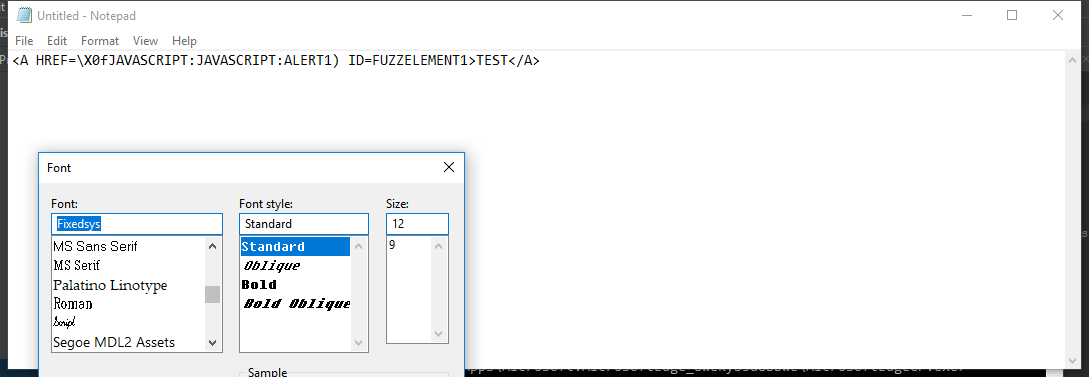 Untitled - Notepad
File Edit Format View Help
<A HREF=\X0fJAVASCRIPT:JAVASCRIPT:ALERT1) ID=FUZZELEMENT1>TEST</A>
Font
Font: Font style: Size:
Fixedsys Standard 12
MS Sans Serif Standard 9
MS Serif Oblique
Palatino Linotype Bold
Roman Bold Oblique
Script
Segoe MDL2 Assets
Sample